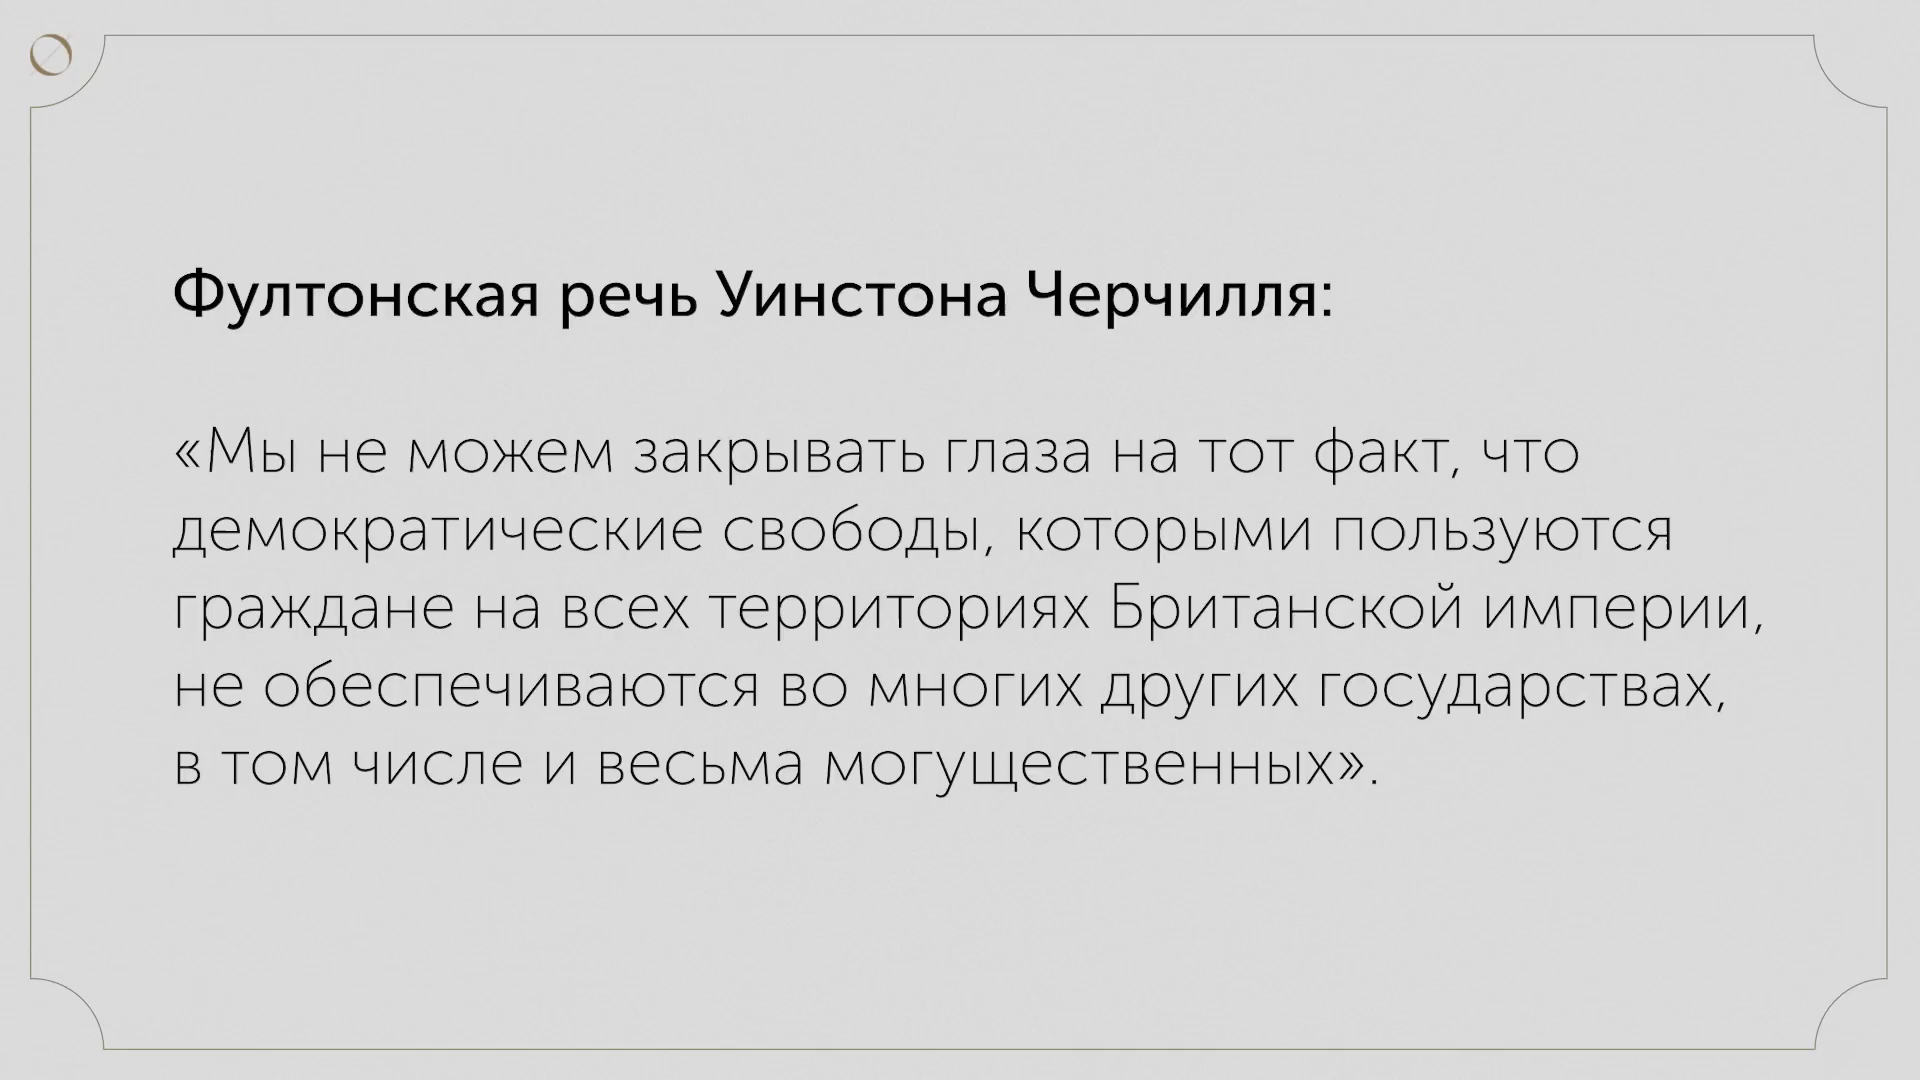 Фултонская речь Уинстона Черчилля:
«Мы не можем закрывать глаза на тот факт, что
демократические свободы, которыми пользуются
граждане на всех территориях Британской империи,
не обеспечиваются во многих других государствах,
в том числе и весьма могущественных».